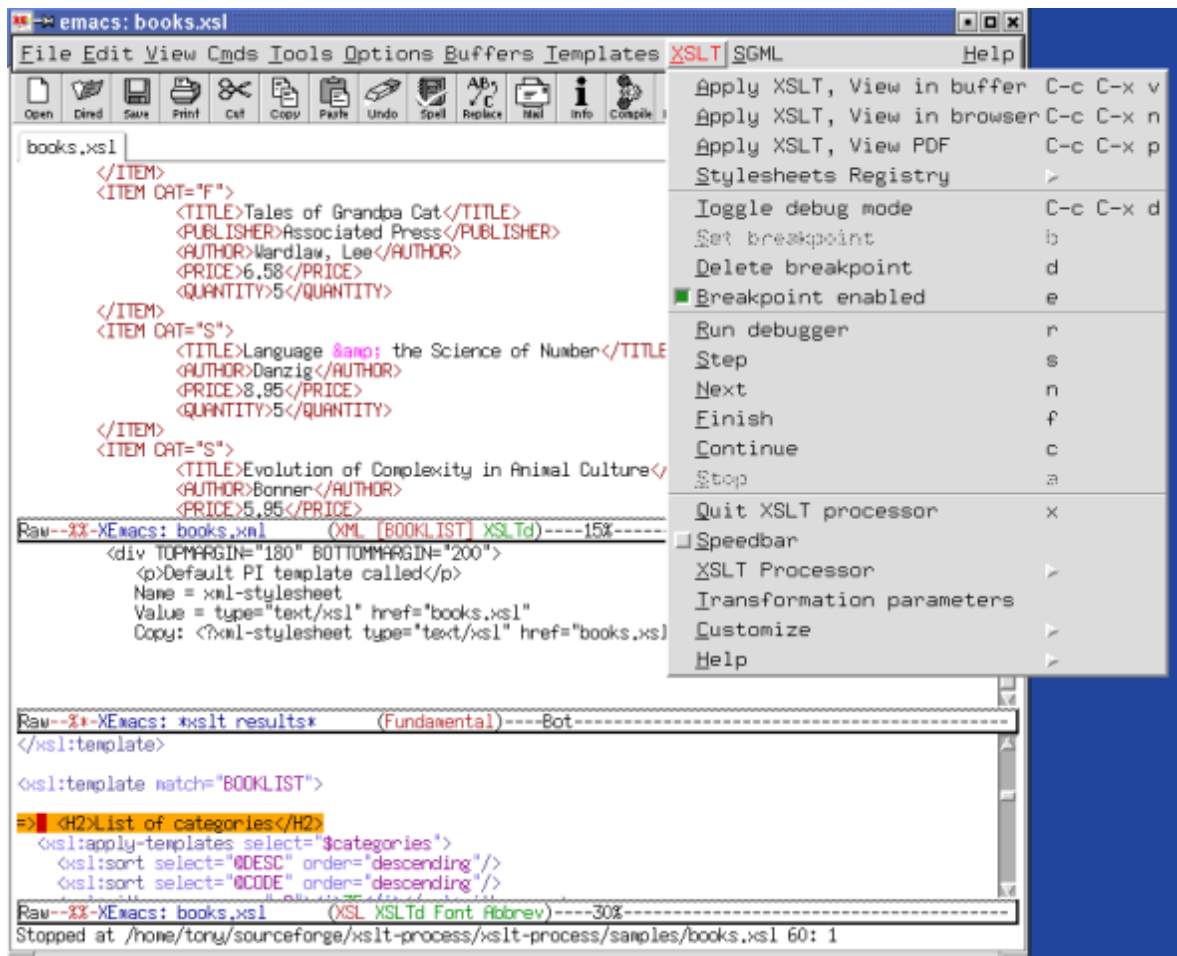 emacs: books.xsl
File Edit View Cmds Tools Options Buffers Templates XSLT SGML Help
Open Dired Save Print Cut Copy Paste Undo Spell Replace Mail Info Compile
books.xsl
</ITEM>
<ITEM CAT="F">
<TITLE>Tales of Grandpa Cat</TITLE>
<PUBLISHER>Associated Press</PUBLISHER>
<AUTHOR>Wardlaw, Lee</AUTHOR>
<PRICE>6.58</PRICE>
<QUANTITY>5</QUANTITY>
</ITEM>
<ITEM CAT="S">
<TITLE>Language &amp; the Science of Number</TITLE
<AUTHOR>Danzig</AUTHOR>
<PRICE>8.95</PRICE>
<QUANTITY>5</QUANTITY>
</ITEM>
<ITEM CAT="S">
<TITLE>Evolution of Complexity in Animal Culture</
<AUTHOR>Bonner</AUTHOR>
<PRICE>5.95</PRICE>
Raw--%%-XEmacs: books.xml (XML [BOOKLIST] XSLTd)----15%-----
<div TOPMARGIN="180" BOTTOMMARGIN="200">
<p>Default PI template called</p>
Name = xml-stylesheet
Value = type="text/xsl" href="books.xsl"
Copy: <?xml-stylesheet type="text/xsl" href="books.xsl
Raw--%*-XEmacs: *xslt results* (Fundamental)----Bot--------------------------------------------
</xsl:template>
<xsl:template match="BOOKLIST">
=> <H2>List of categories</H2>
<xsl:apply-templates select="$categories">
<xsl:sort select="@DESC" order="descending"/>
<xsl:sort select="@CODE" order="descending"/>
Raw--%%-XEmacs: books.xsl (XSL XSLTd Font Abbrev)----30%---------------------------------------
Stopped at /home/tony/sourceforge/xslt-process/xslt-process/samples/books.xsl 60: 1
Apply XSLT, View in buffer C-c C-x v
Apply XSLT, View in browser C-c C-x n
Apply XSLT, View PDF C-c C-x p
Stylesheets Registry
Toggle debug mode C-c C-x d
Set breakpoint b
Delete breakpoint d
Breakpoint enabled e
Run debugger r
Step s
Next n
Finish f
Continue c
Stop a
Quit XSLT processor x
Speedbar
XSLT Processor
Transformation parameters
Customize
Help